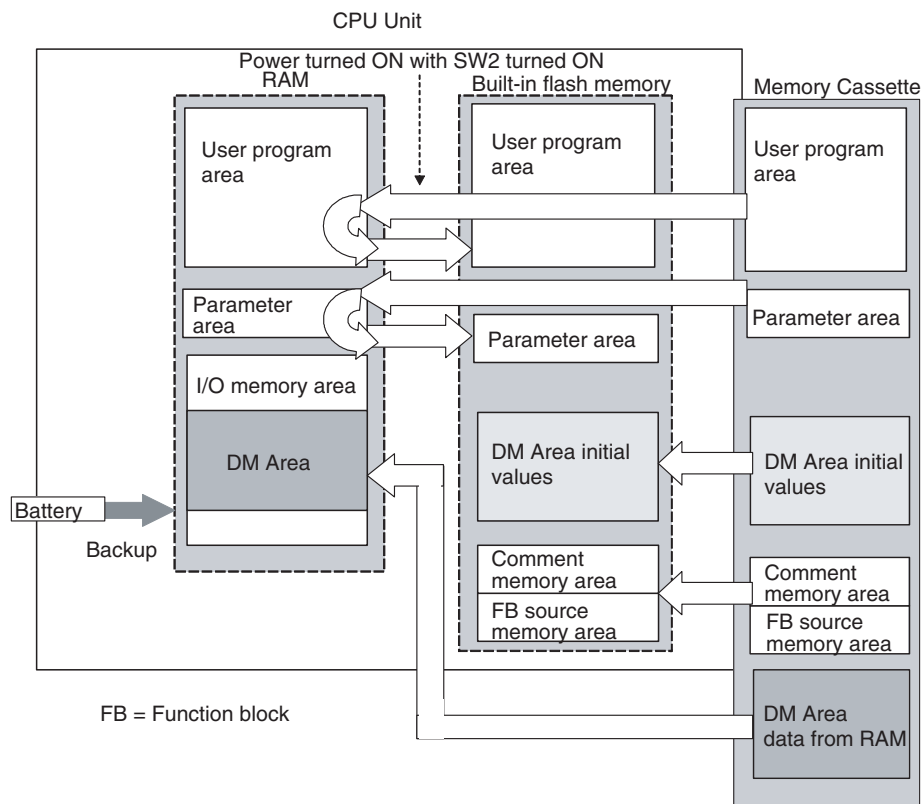 CPU Unit
Power turned ON with SW2 turned ON
RAM
Built-in flash memory
Memory Cassette
User program
area
User program
area
User program
area
Parameter
area
Parameter area
Parameter area
I/O memory area
DM Area
DM Area initial
values
DM Area initial
values
Battery
Backup
Comment
memory area
FB source
memory area
Comment
memory area
FB source
memory area
FB = Function block
DM Area
data from RAM